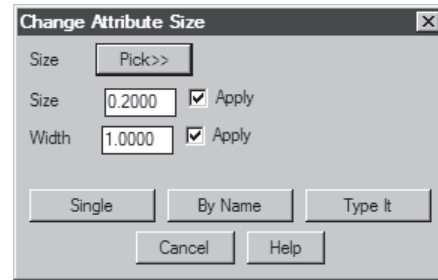 Change Attribute Size
Size Pick>>
Size 0.2000 Apply
Width 1.0000 Apply
Single By Name Type It
Cancel Help